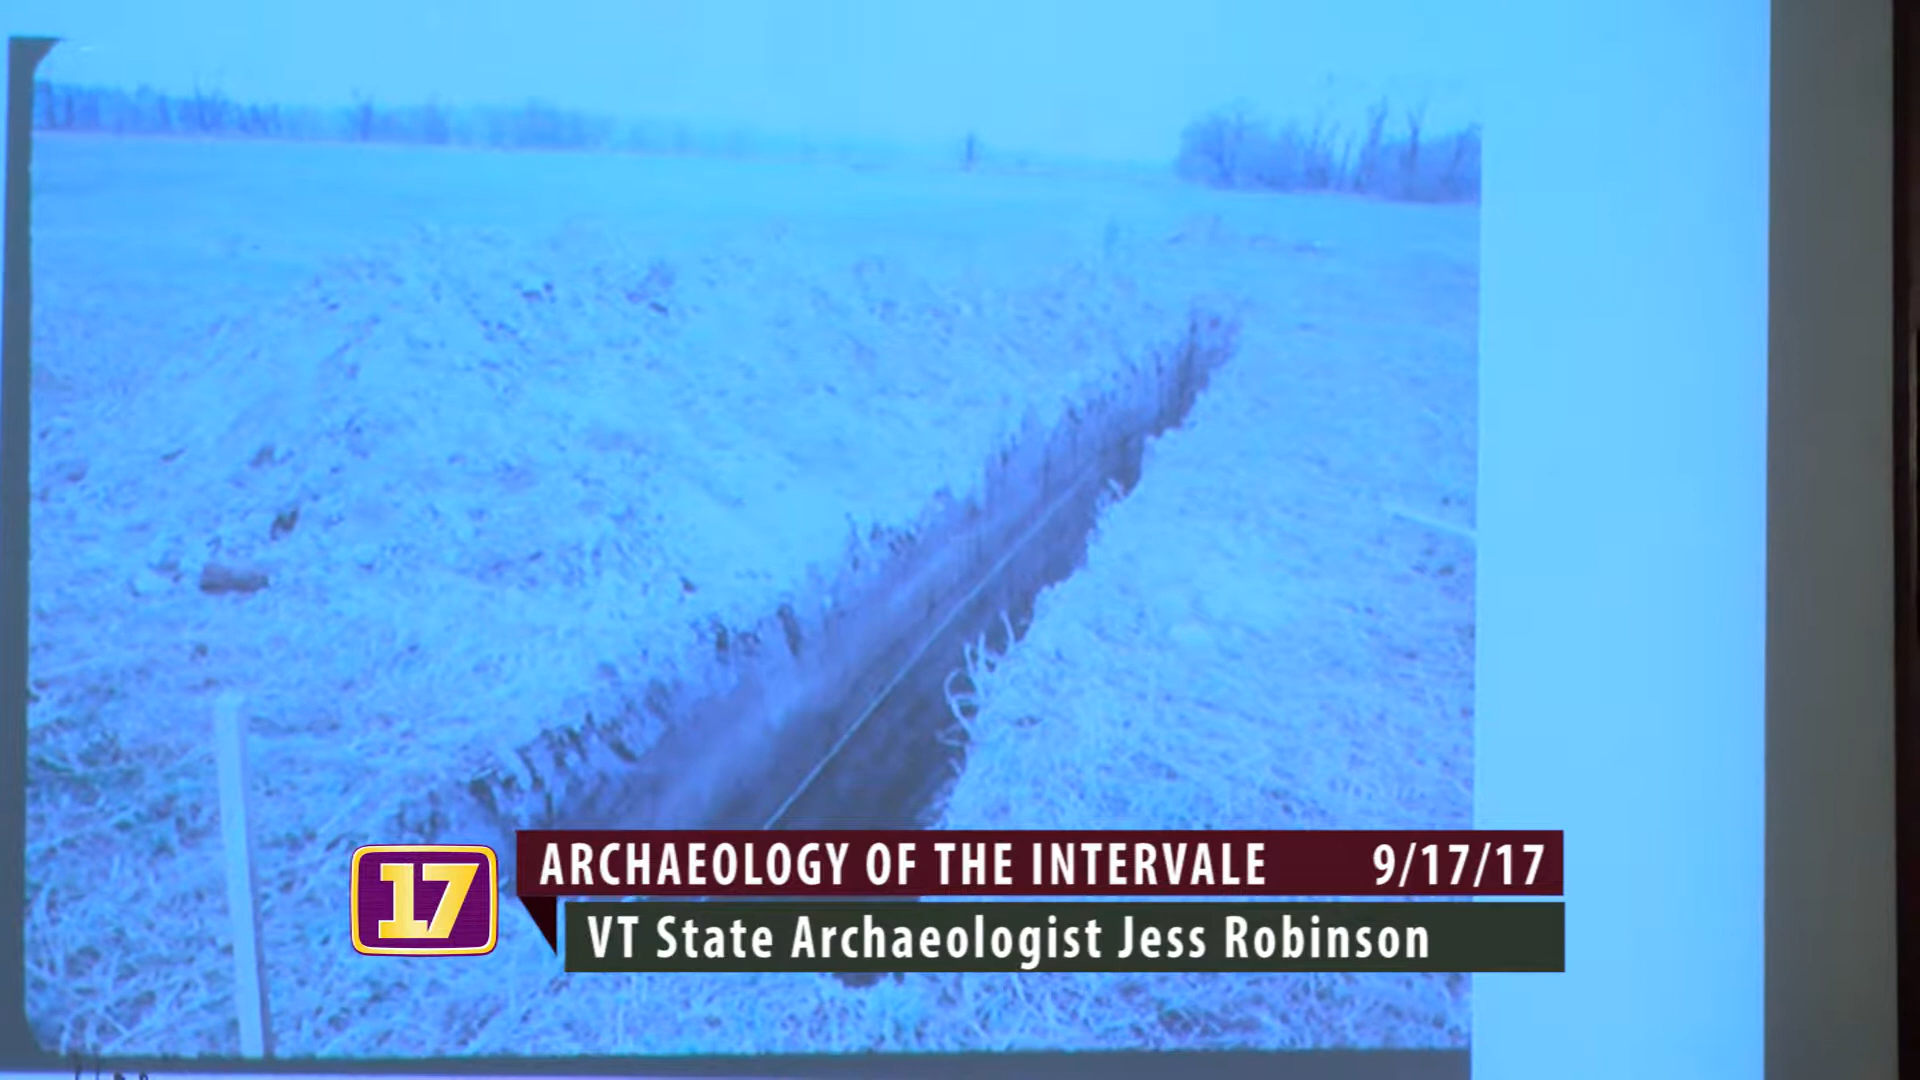 17
ARCHAEOLOGY OF THE INTERVALE 9/17/17
VT State Archaeologist Jess Robinson